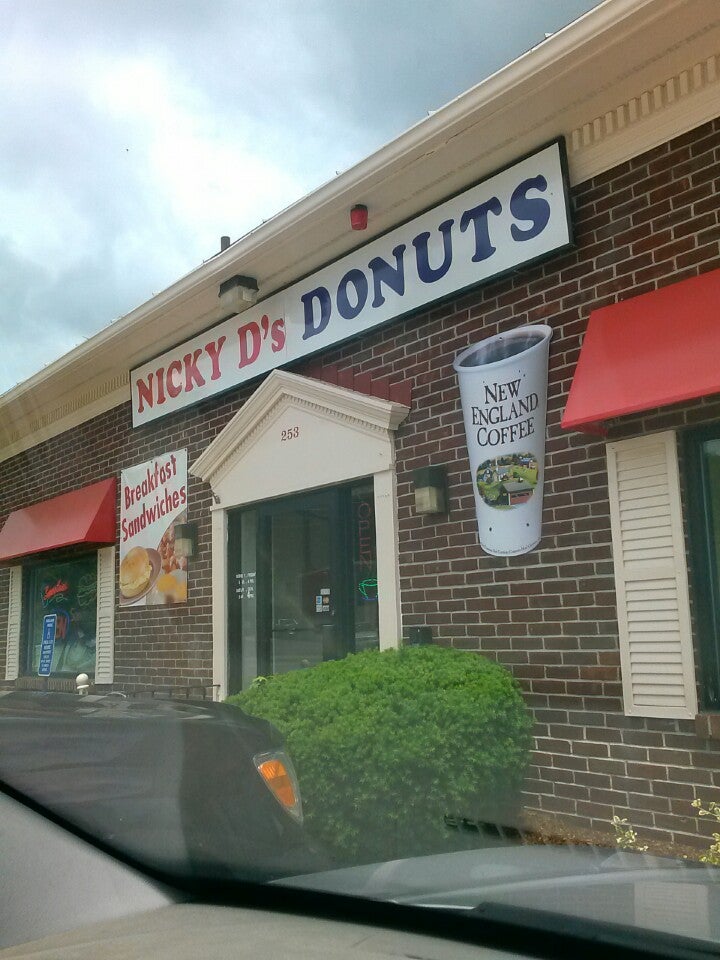 NICKY D's DONUTS
253
Breakfast
Sandwiches
NEW
ENGLAND
COFFEE